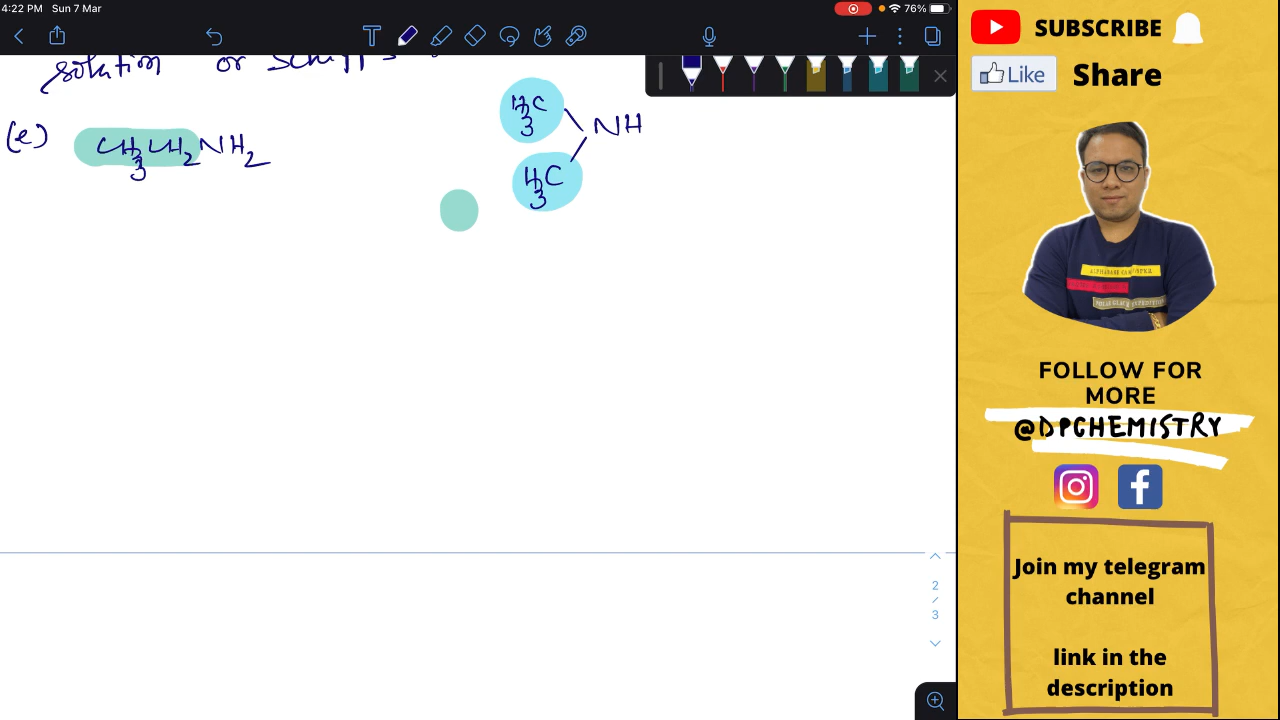 4:22 PM Sun 7 Mar
76%
solution or Schiff's
(e) CH3CH2NH2
H3C
NH
H3C
2
/
3
SUBSCRIBE
Like Share
FOLLOW FOR
MORE
@DPCHEMISTRY
Join my telegram
channel
link in the
description